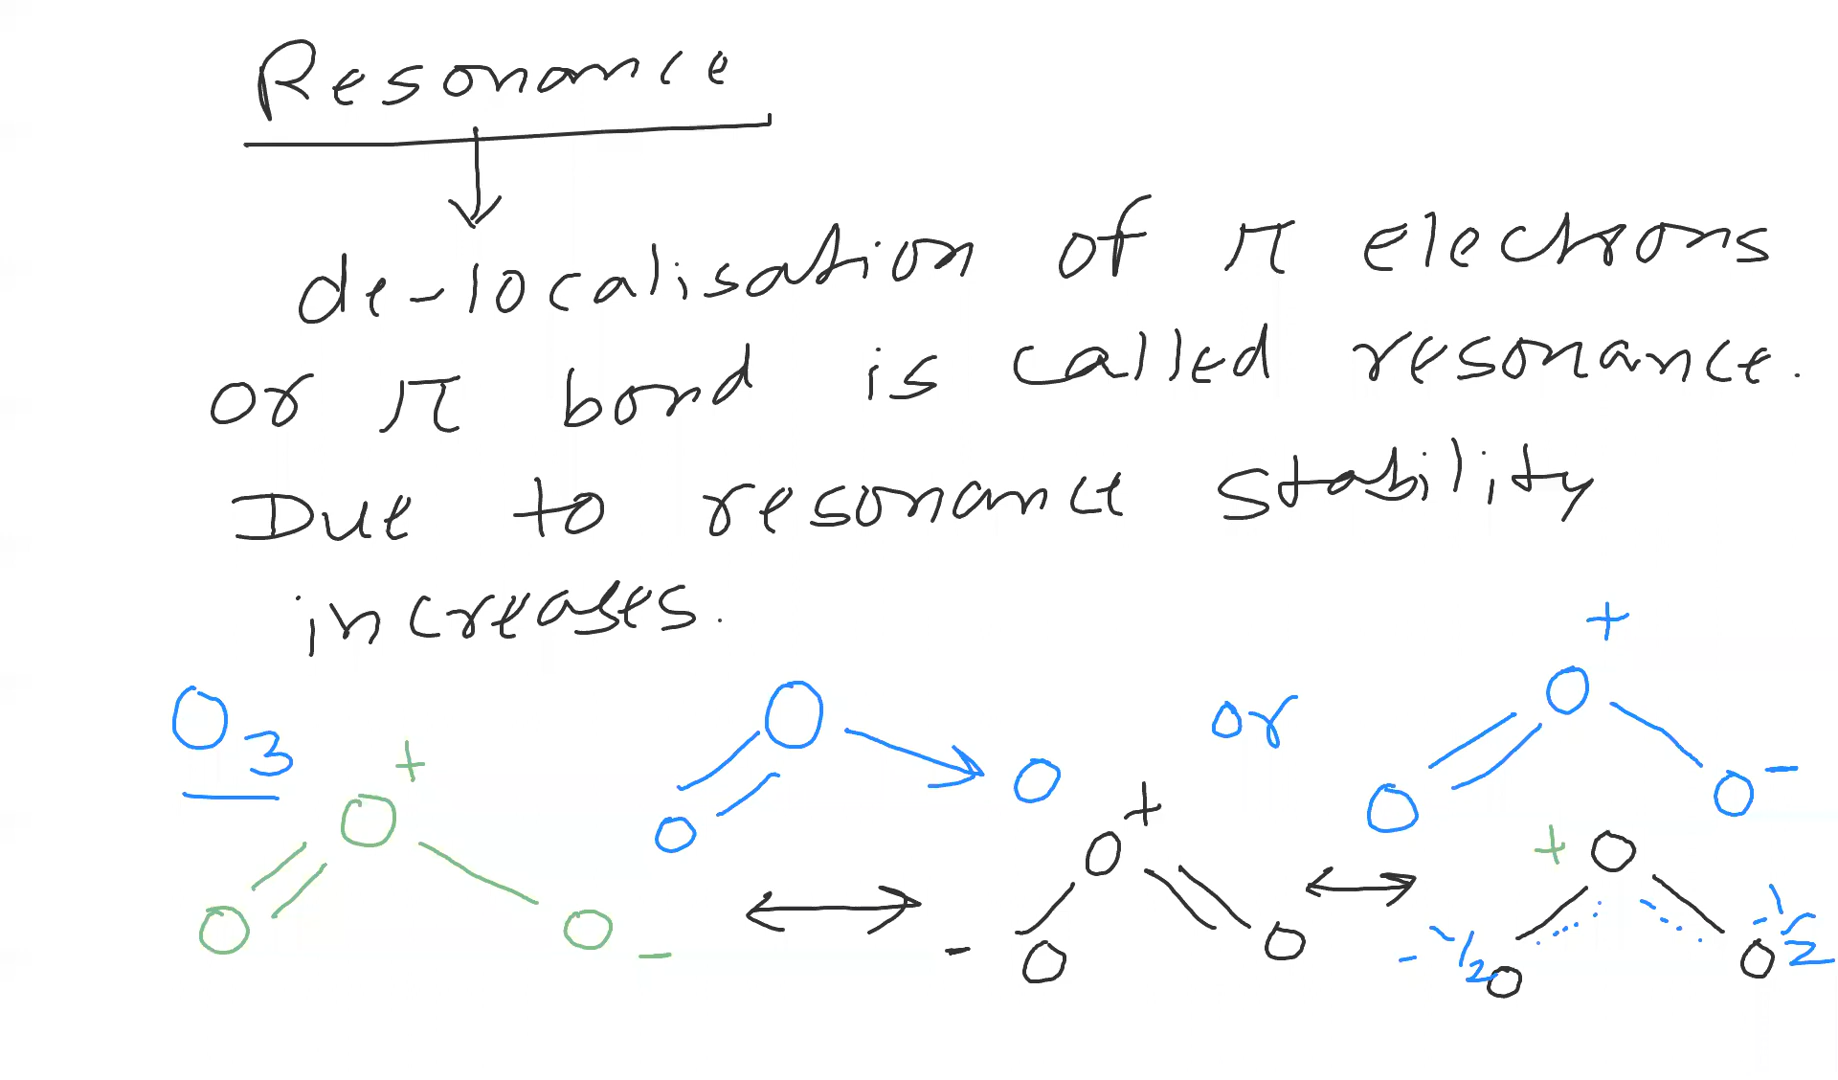 Resonance
de-localisation of π electrons
or π bond is called resonance.
Due to resonance stability
increases.
O3
O O O or O+ O O-
O+ O O - O+ - O O + O - 1/2 O O - 1/2